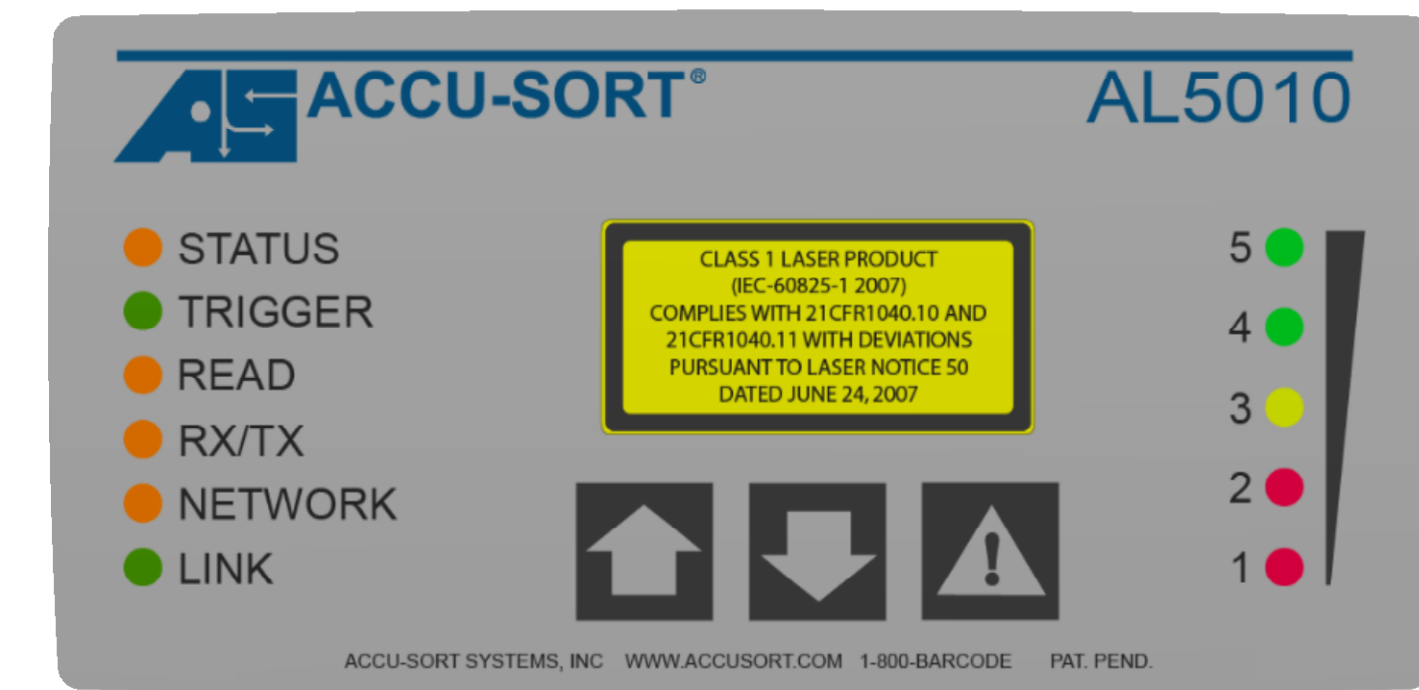 ACCU-SORT® AL5010
STATUS
TRIGGER
READ
RX/TX
NETWORK
LINK
CLASS 1 LASER PRODUCT
(IEC-60825-1 2007)
COMPLIES WITH 21CFR1040.10 AND
21CFR1040.11 WITH DEVIATIONS
PURSUANT TO LASER NOTICE 50
DATED JUNE 24, 2007
5
4
3
2
1
ACCU-SORT SYSTEMS, INC WWW.ACCUSORT.COM 1-800-BARCODE PAT. PEND.